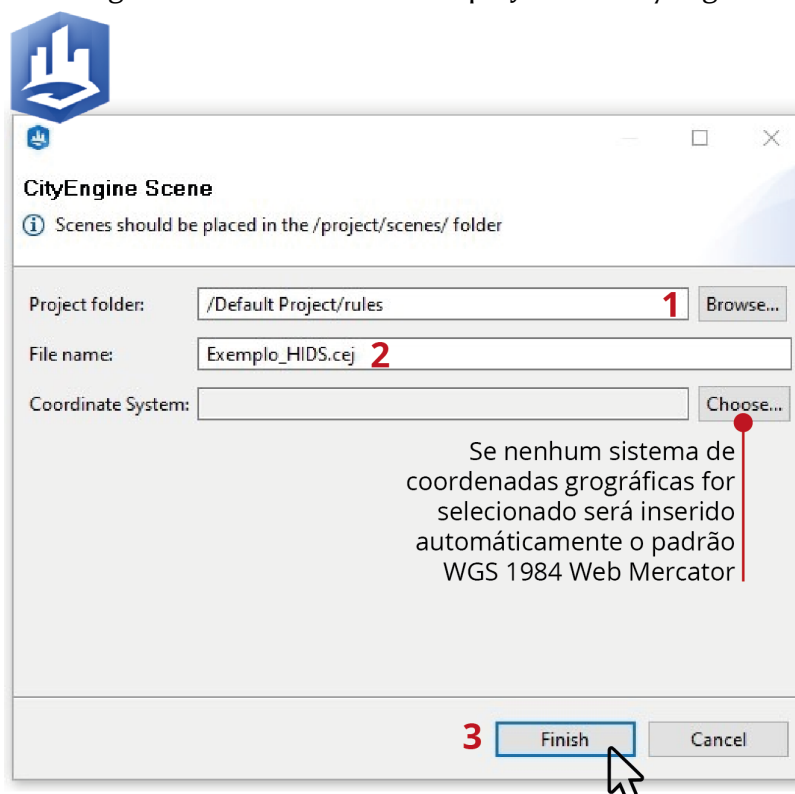 CityEngine Scene
Scenes should be placed in the /project/scenes/ folder
Project folder: /Default Project/rules 1 Browse...
File name: Exemplo_HIDS.cej 2
Coordinate System: Choose...
Se nenhum sistema de
coordenadas grográficas for
selecionado será inserido
automáticamente o padrão
WGS 1984 Web Mercator
3 Finish Cancel